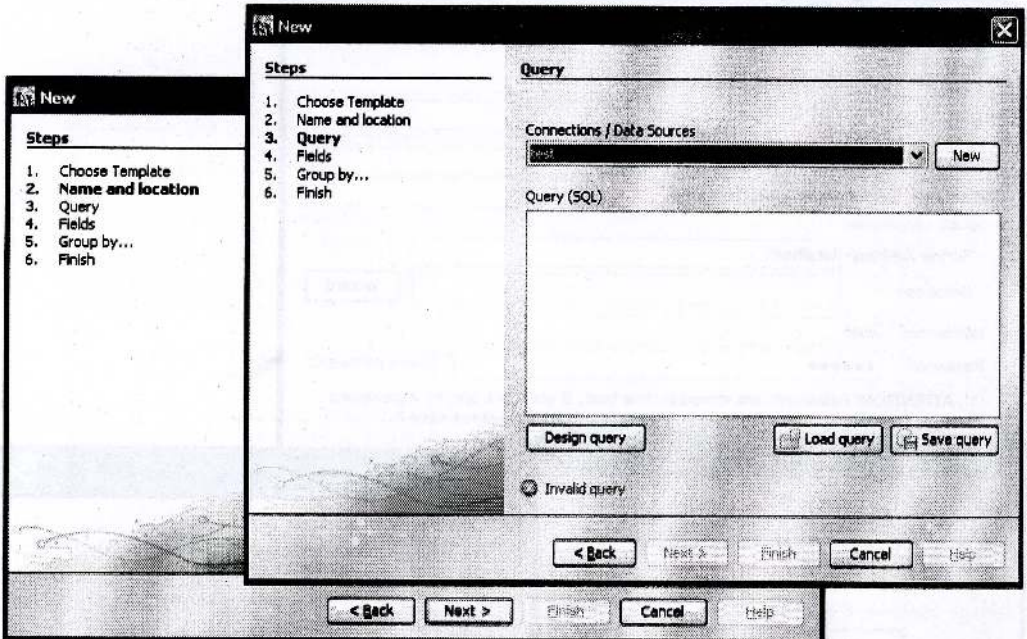 New
Steps
1. Choose Template
2. Name and location
3. Query
4. Fields
5. Group by...
6. Finish
Query
Connections / Data Sources
test
New
Query (SQL)
Design query
Load query
Save query
Invalid query
< Back
Next >
Finish
Cancel
Help
New
Steps
1. Choose Template
2. Name and location
3. Query
4. Fields
5. Group by...
6. Finish
< Back
Next >
Finish
Cancel
Help